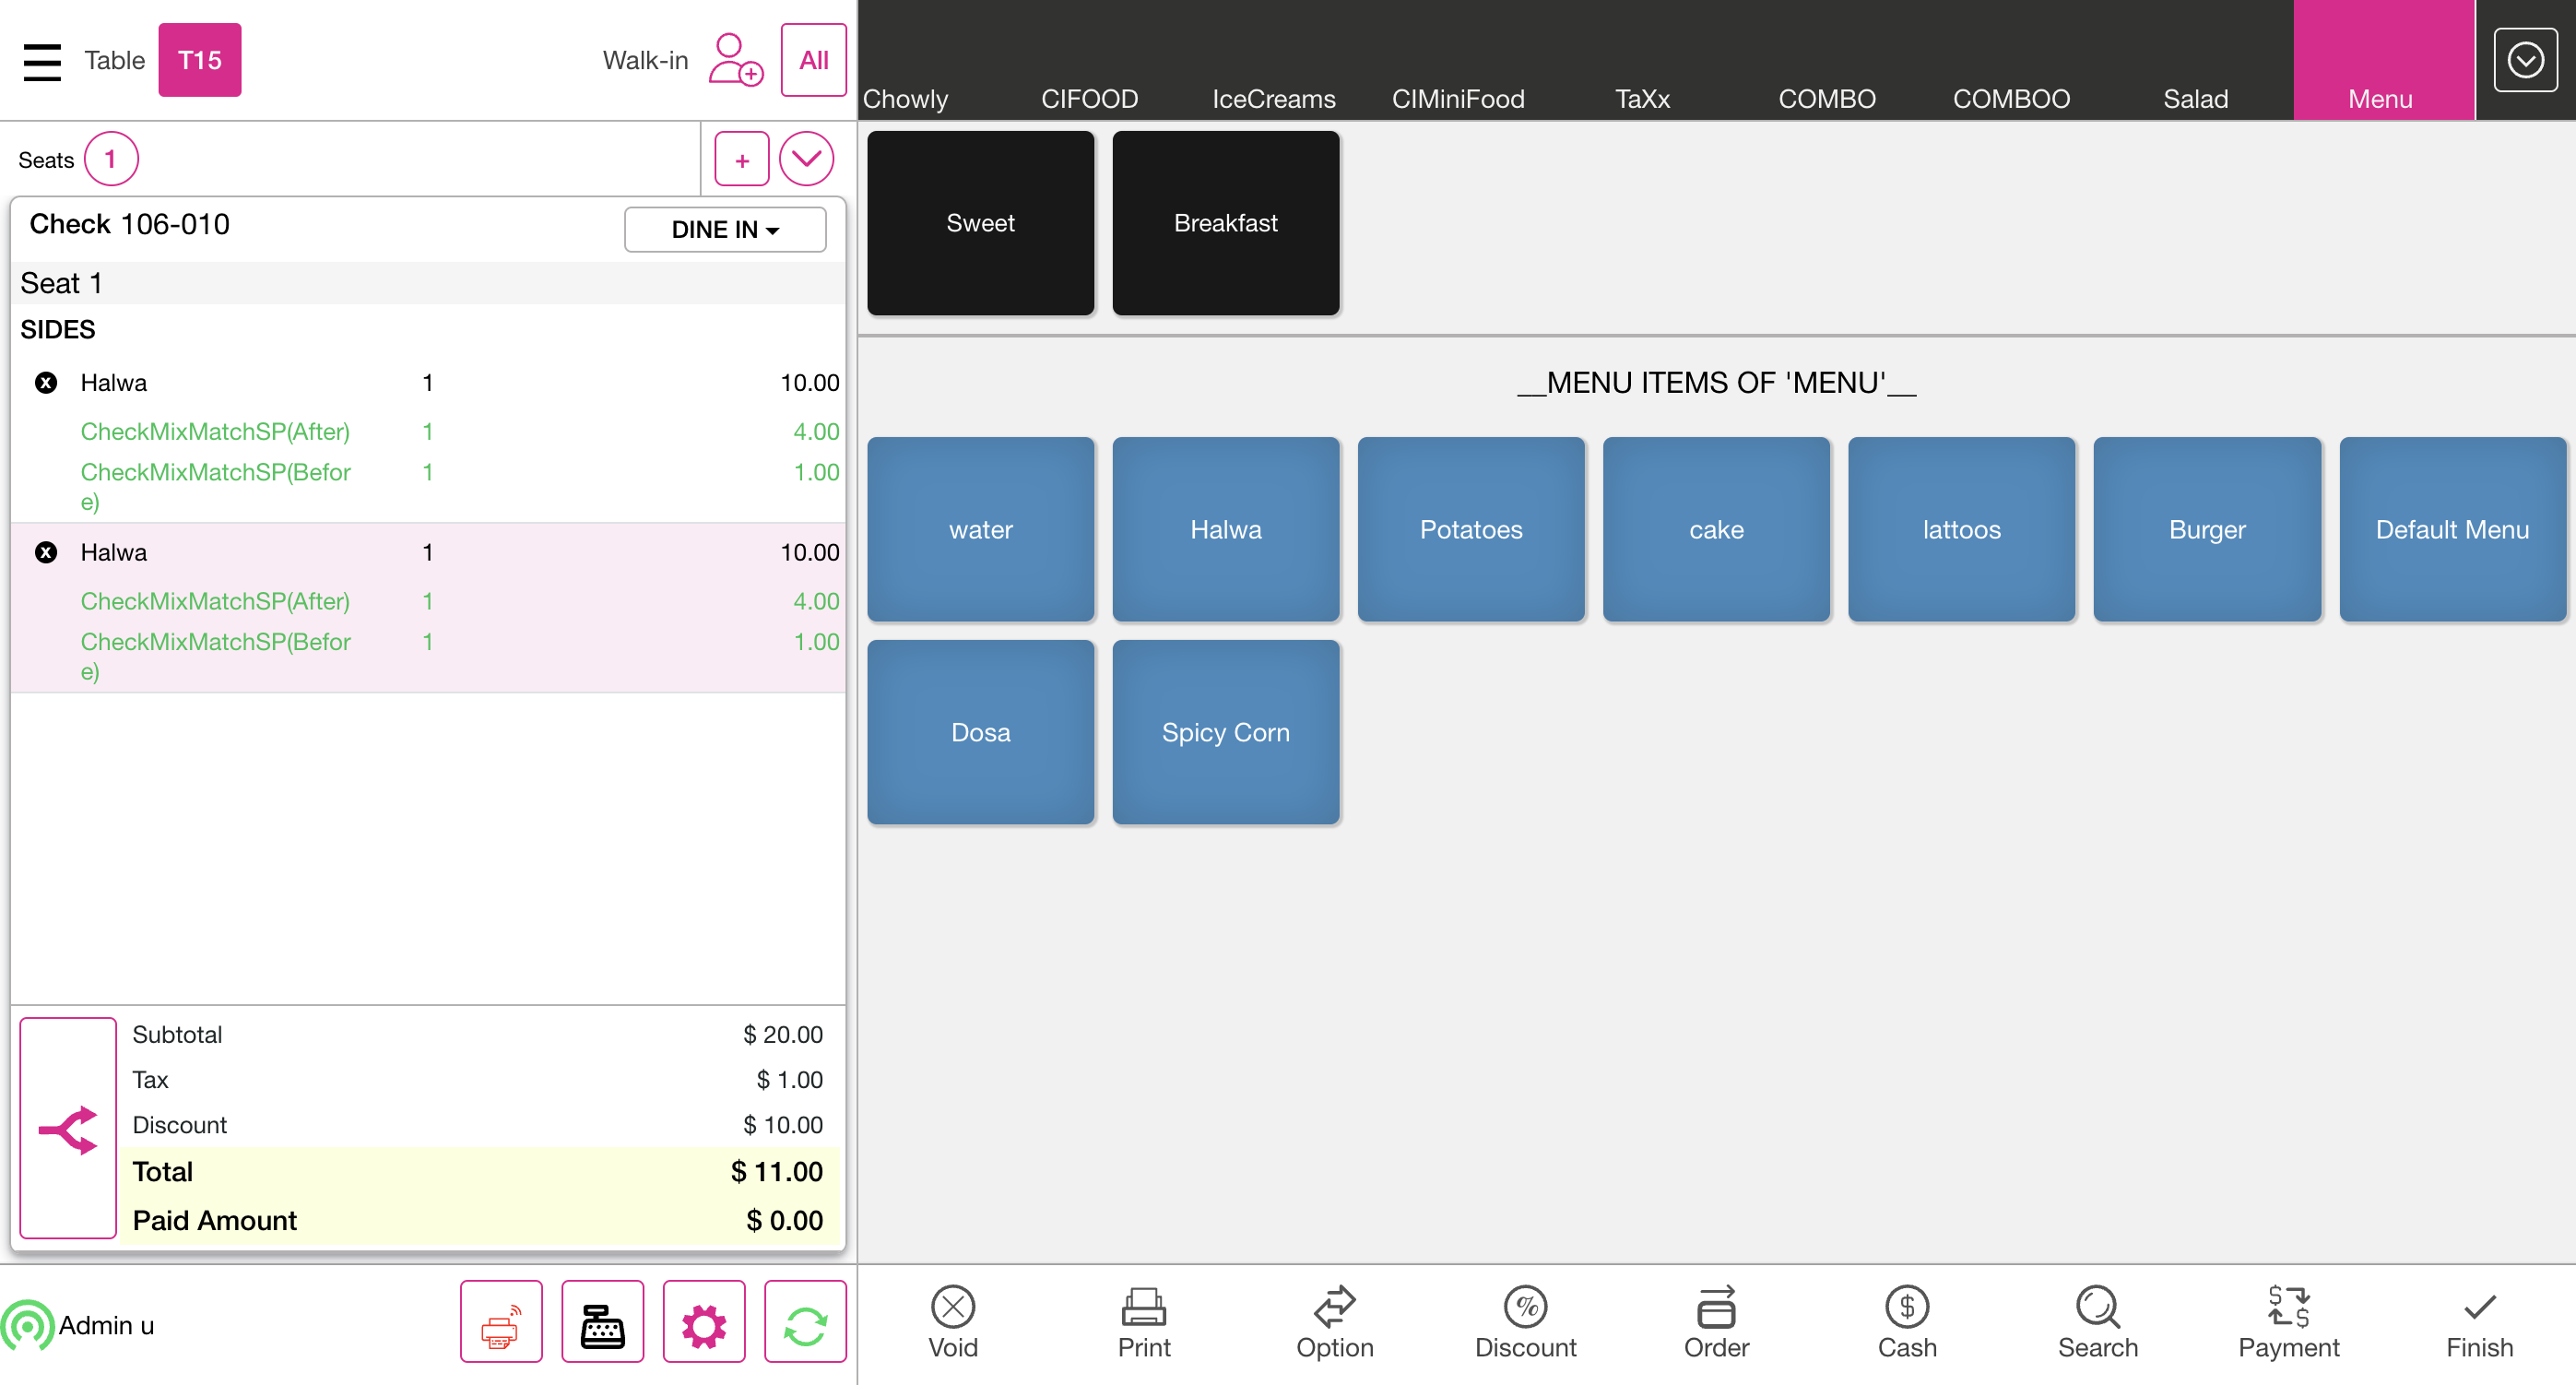 Table T15 Walk-in All
Chowly CIFOOD IceCreams CIMiniFood TaXx COMBO COMBOO Salad Menu
Seats 1 +
Check 106-010 DINE IN
Seat 1
SIDES
x Halwa 1 10.00
CheckMixMatchSP(After) 1 4.00
CheckMixMatchSP(Befor 1 1.00
e)
x Halwa 1 10.00
CheckMixMatchSP(After) 1 4.00
CheckMixMatchSP(Befor 1 1.00
e)
Subtotal $ 20.00
Tax $ 1.00
Discount $ 10.00
Total $ 11.00
Paid Amount $ 0.00
Admin u
Sweet Breakfast
__MENU ITEMS OF 'MENU'__
water Halwa Potatoes cake lattoos Burger Default Menu
Dosa Spicy Corn
Void Print Option Discount Order Cash Search Payment Finish